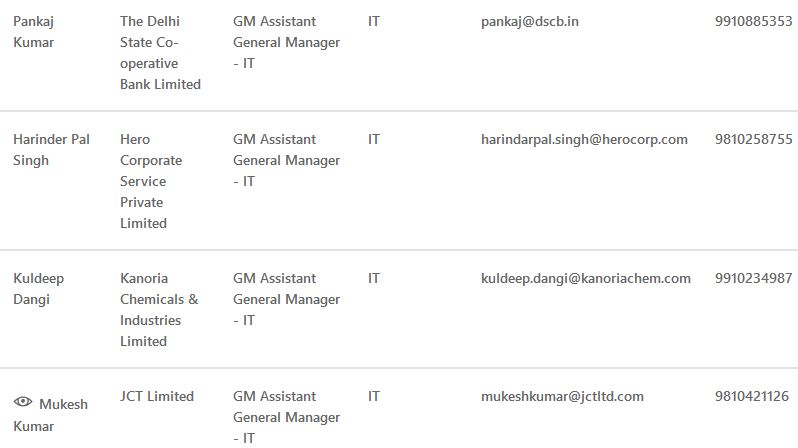 Pankaj Kumar | The Delhi State Co-operative Bank Limited | GM Assistant General Manager - IT | IT | pankaj@dscb.in | 9910885353
Harinder Pal Singh | Hero Corporate Service Private Limited | GM Assistant General Manager - IT | IT | harindarpal.singh@herocorp.com | 9810258755
Kuldeep Dangi | Kanoria Chemicals & Industries Limited | GM Assistant General Manager - IT | IT | kuldeep.dangi@kanoriachem.com | 9910234987
Mukesh Kumar | JCT Limited | GM Assistant General Manager - IT | IT | mukeshkumar@jctltd.com | 9810421126